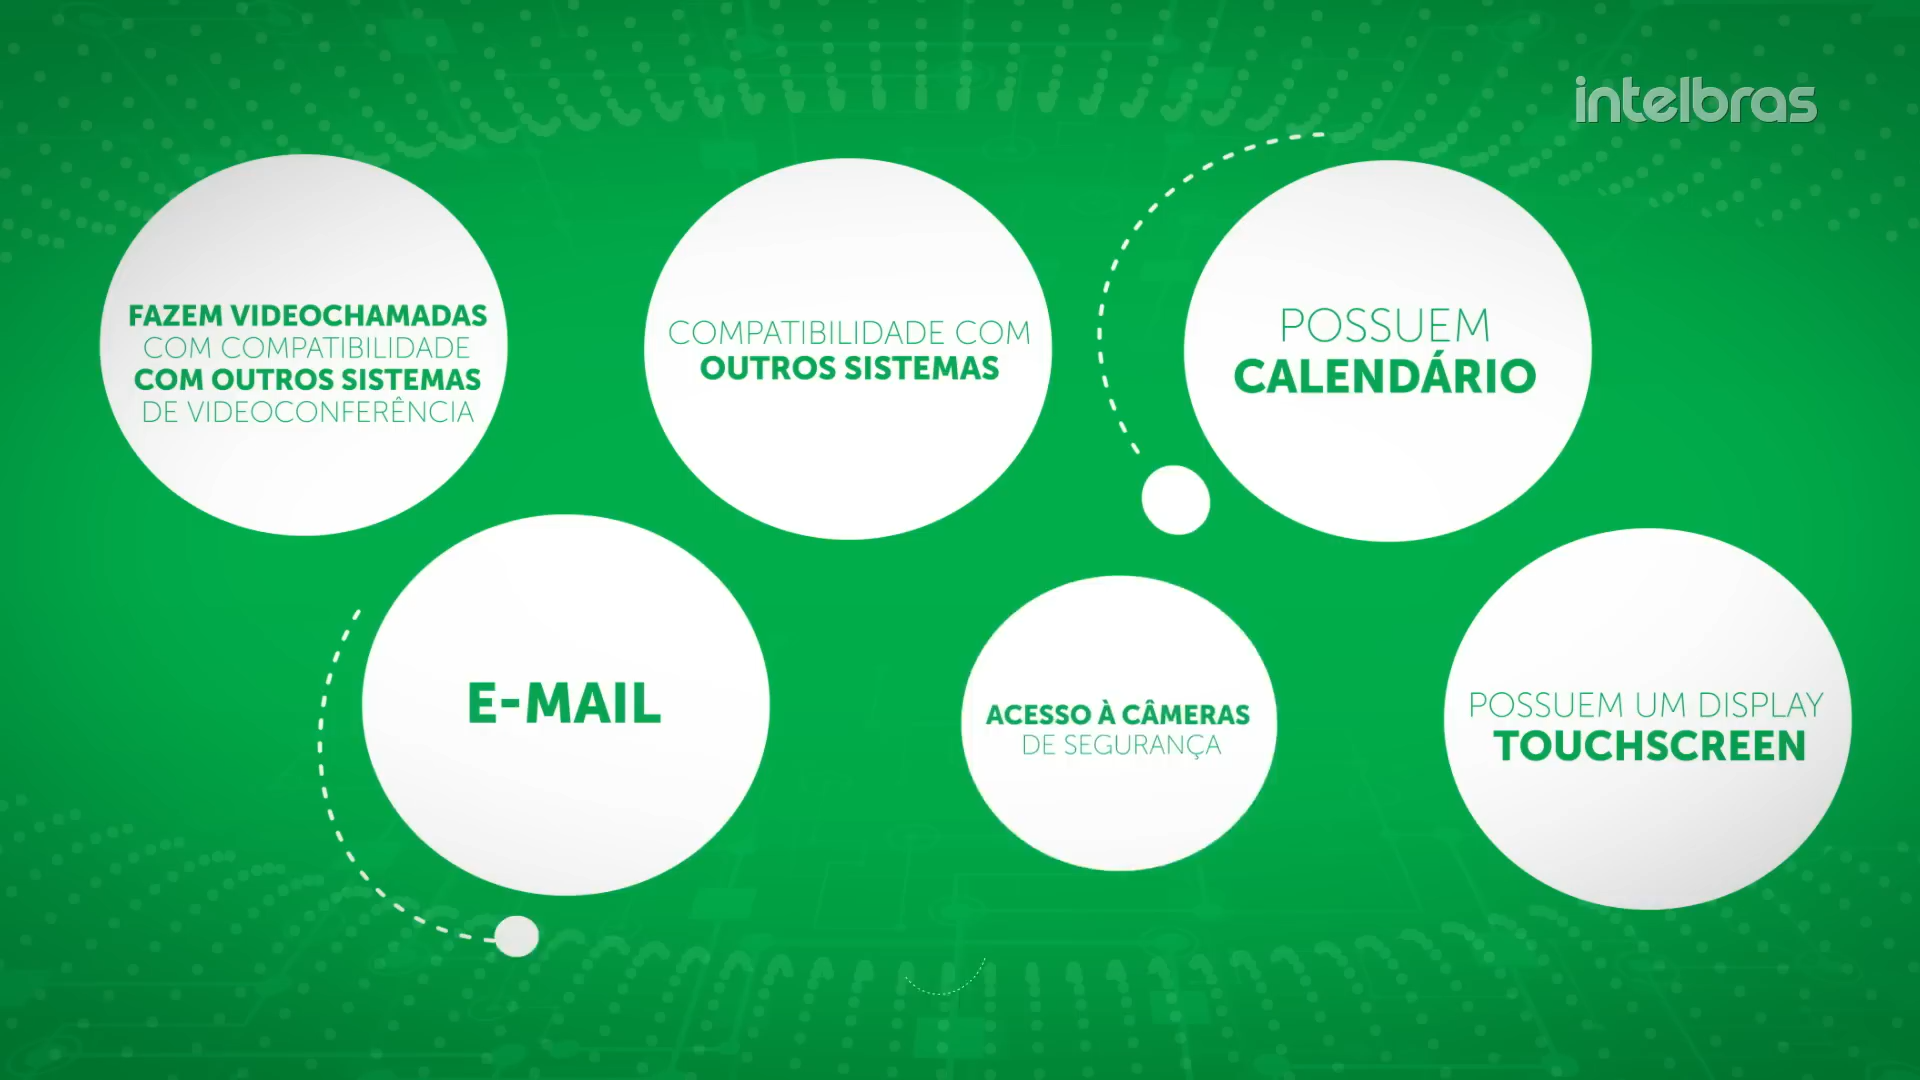 intelbras
FAZEM VIDEOCHAMADAS
COM COMPATIBILIDADE
COM OUTROS SISTEMAS
DE VIDEOCONFERÊNCIA
COMPATIBILIDADE COM
OUTROS SISTEMAS
POSSUEM
CALENDÁRIO
E-MAIL
ACESSO À CÂMERAS
DE SEGURANÇA
POSSUEM UM DISPLAY
TOUCHSCREEN